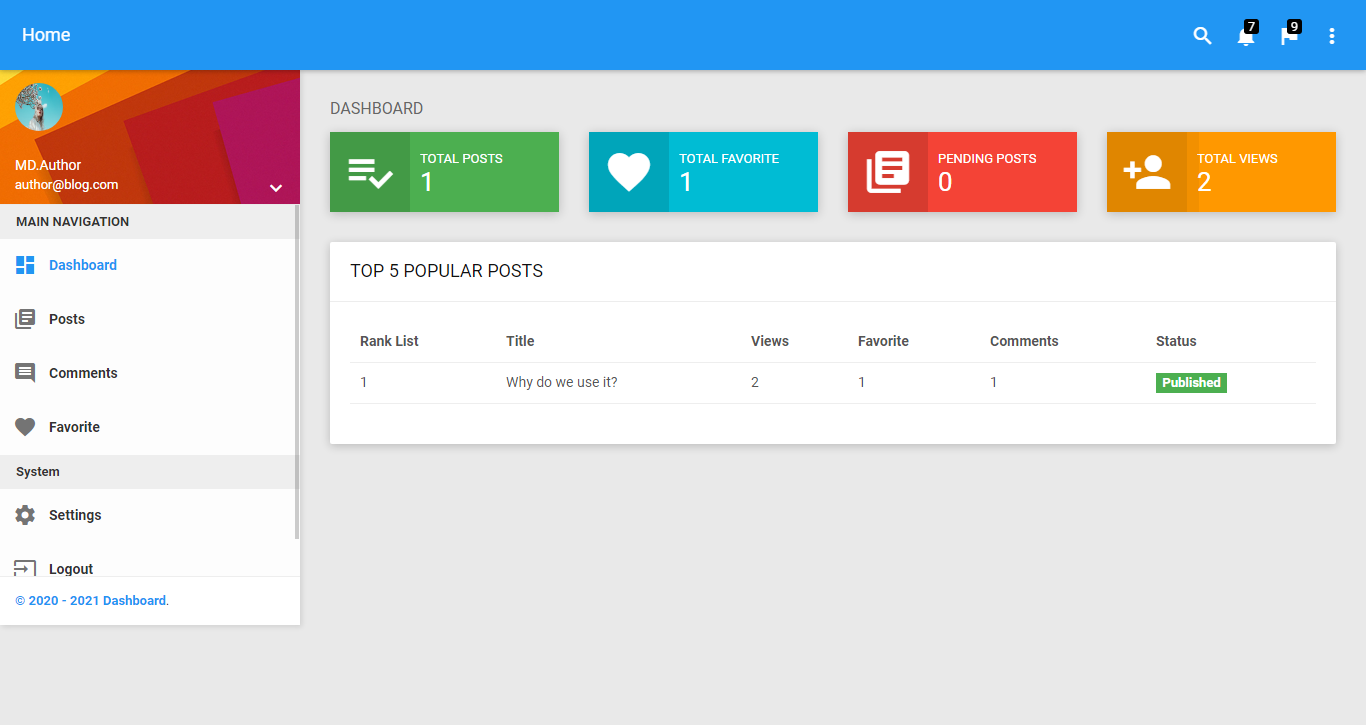 Home
7
9
MD.Author
author@blog.com
MAIN NAVIGATION
Dashboard
Posts
Comments
Favorite
System
Settings
Logout
© 2020 - 2021 Dashboard.
DASHBOARD
TOTAL POSTS
1
TOTAL FAVORITE
1
PENDING POSTS
0
TOTAL VIEWS
2
TOP 5 POPULAR POSTS
Rank List Title Views Favorite Comments Status
1 Why do we use it? 2 1 1 Published